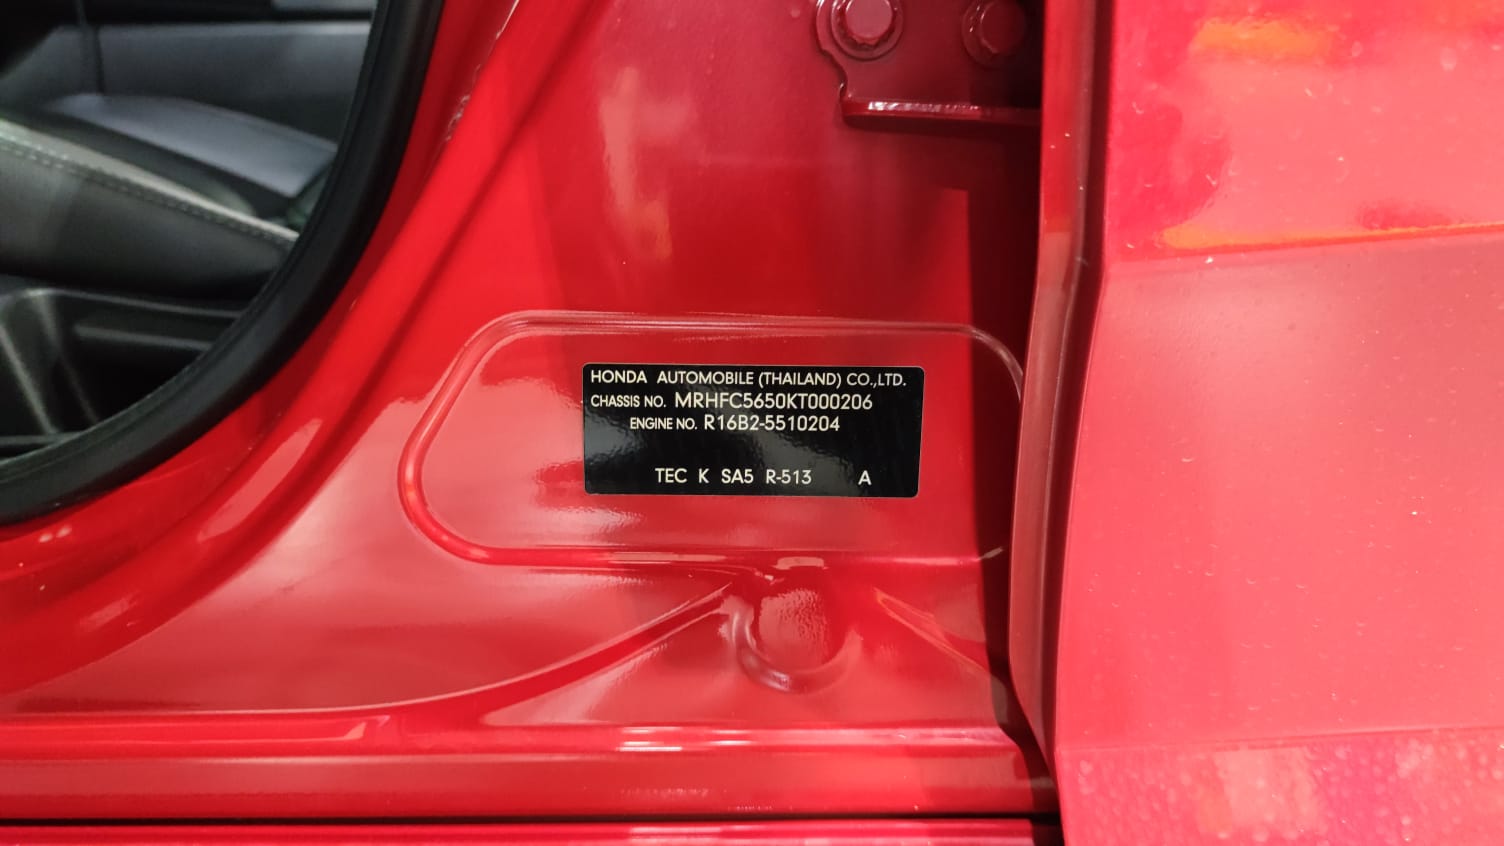 HONDA AUTOMOBILE (THAILAND) CO.,LTD.
CHASSIS NO. MRHFC5650KT000206
ENGINE NO. R16B2-5510204
TEC K SA5 R-513 A